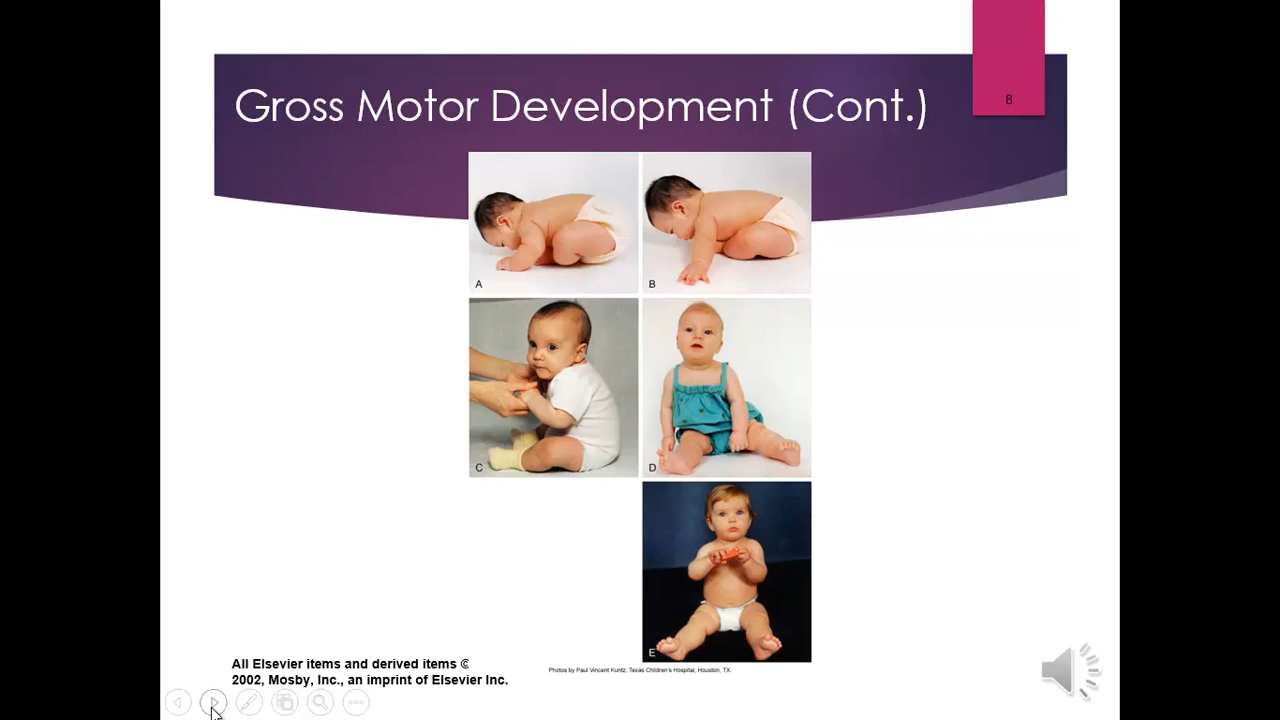 Gross Motor Development (Cont.)
8
A
B
C
D
E
All Elsevier items and derived items ©
2002, Mosby, Inc., an imprint of Elsevier Inc.
Photos by Paul Vincent Kuntz, Texas Children's Hospital, Houston, TX.